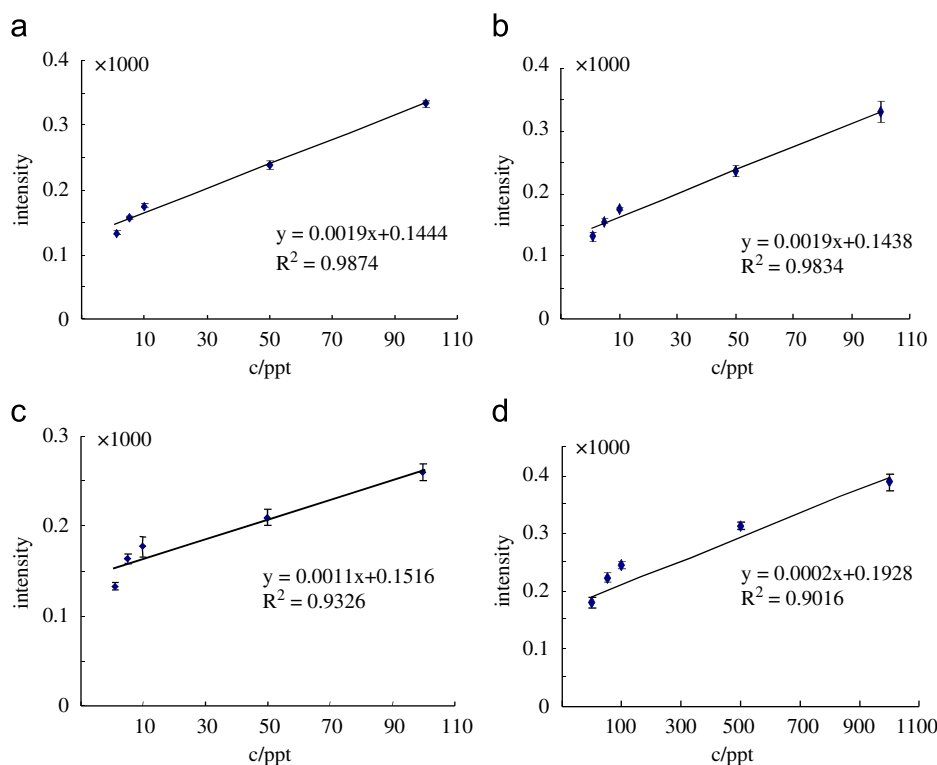 a
×1000
0.4
0.3
0.2
0.1
0
intensity
y = 0.0019x+0.1444
R² = 0.9874
10 30 50 70 90 110
c/ppt
b
×1000
0.4
0.3
0.2
0.1
0
intensity
y = 0.0019x+0.1438
R² = 0.9834
10 30 50 70 90 110
c/ppt
c
×1000
0.3
0.2
0.1
0
intensity
y = 0.0011x+0.1516
R² = 0.9326
10 30 50 70 90 110
c/ppt
d
×1000
0.4
0.3
0.2
0.1
0
intensity
y = 0.0002x+0.1928
R² = 0.9016
100 300 500 700 900 1100
c/ppt